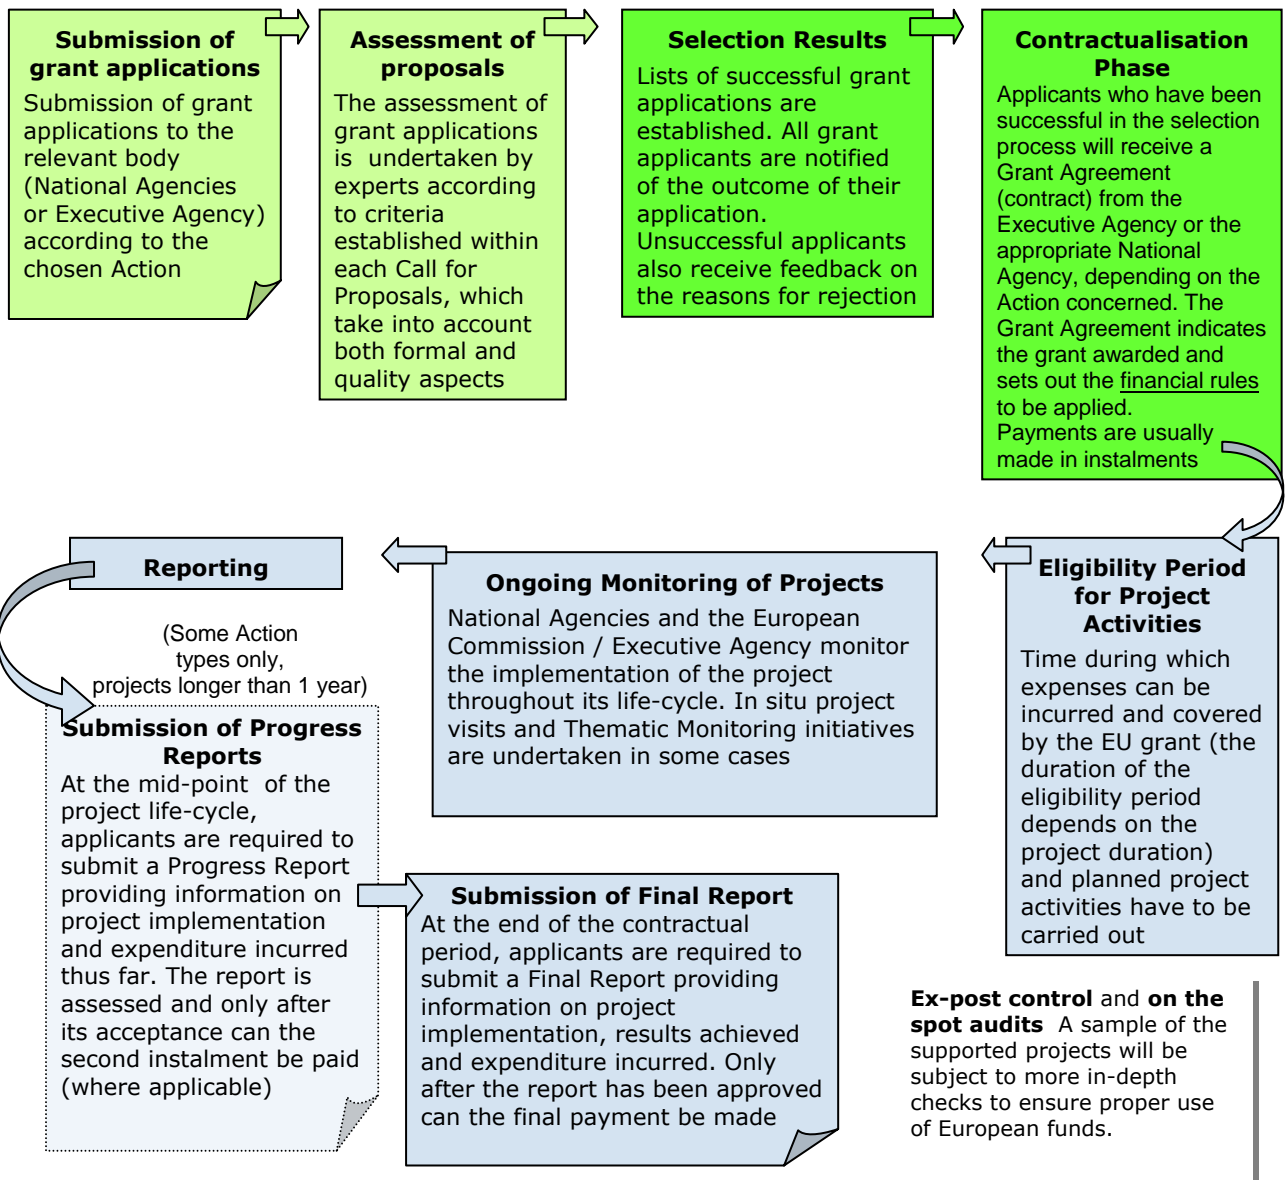 Submission of
grant applications
Submission of grant
applications to the
relevant body
(National Agencies
or Executive Agency)
according to the
chosen Action
Assessment of
proposals
The assessment of
grant applications
is undertaken by
experts according
to criteria
established within
each Call for
Proposals, which
take into account
both formal and
quality aspects
Selection Results
Lists of successful grant
applications are
established. All grant
applicants are notified
of the outcome of their
application.
Unsuccessful applicants
also receive feedback on
the reasons for rejection
Contractualisation
Phase
Applicants who have been
successful in the selection
process will receive a
Grant Agreement
(contract) from the
Executive Agency or the
appropriate National
Agency, depending on the
Action concerned. The
Grant Agreement indicates
the grant awarded and
sets out the financial rules
to be applied.
Payments are usually
made in instalments
Eligibility Period
for Project
Activities
Time during which
expenses can be
incurred and covered
by the EU grant (the
duration of the
eligibility period
depends on the
project duration)
and planned project
activities have to be
carried out
Ongoing Monitoring of Projects
National Agencies and the European
Commission / Executive Agency monitor
the implementation of the project
throughout its life-cycle. In situ project
visits and Thematic Monitoring initiatives
are undertaken in some cases
Reporting
(Some Action
types only,
projects longer than 1 year)
Submission of Progress
Reports
At the mid-point of the
project life-cycle,
applicants are required to
submit a Progress Report
providing information on
project implementation
and expenditure incurred
thus far. The report is
assessed and only after
its acceptance can the
second instalment be paid
(where applicable)
Submission of Final Report
At the end of the contractual
period, applicants are required to
submit a Final Report providing
information on project
implementation, results achieved
and expenditure incurred. Only
after the report has been approved
can the final payment be made
Ex-post control and on the
spot audits A sample of the
supported projects will be
subject to more in-depth
checks to ensure proper use
of European funds.